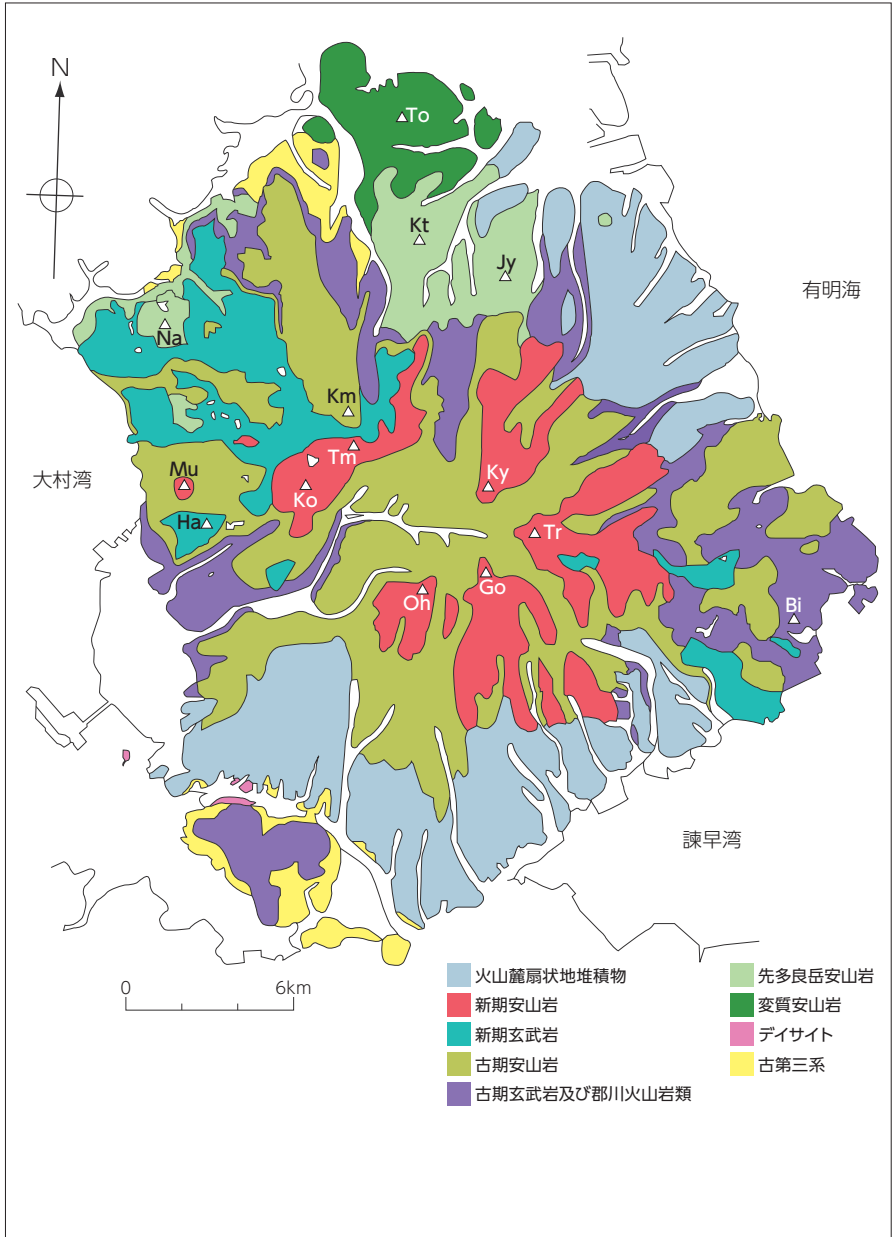 N
To
Kt
Jy
有明海
Na
Km
Tm
大村湾
Mu
Ko
Ky
Ha
Tr
Go
Oh
Bi
諫早湾
0 6km
火山麓扇状地堆積物
新期安山岩
新期玄武岩
古期安山岩
古期玄武岩及び郡川火山岩類
先多良岳安山岩
変質安山岩
デイサイト
古第三系